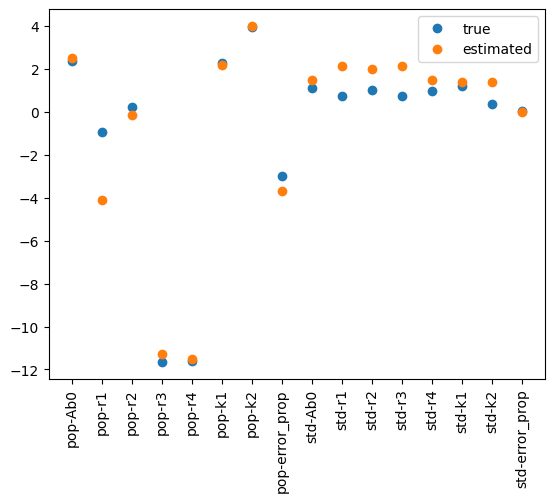 true
estimated
4
2
0
−2
−4
−6
−8
−10
−12
pop-Ab0
pop-r1
pop-r2
pop-r3
pop-r4
pop-k1
pop-k2
pop-error_prop
std-Ab0
std-r1
std-r2
std-r3
std-r4
std-k1
std-k2
std-error_prop